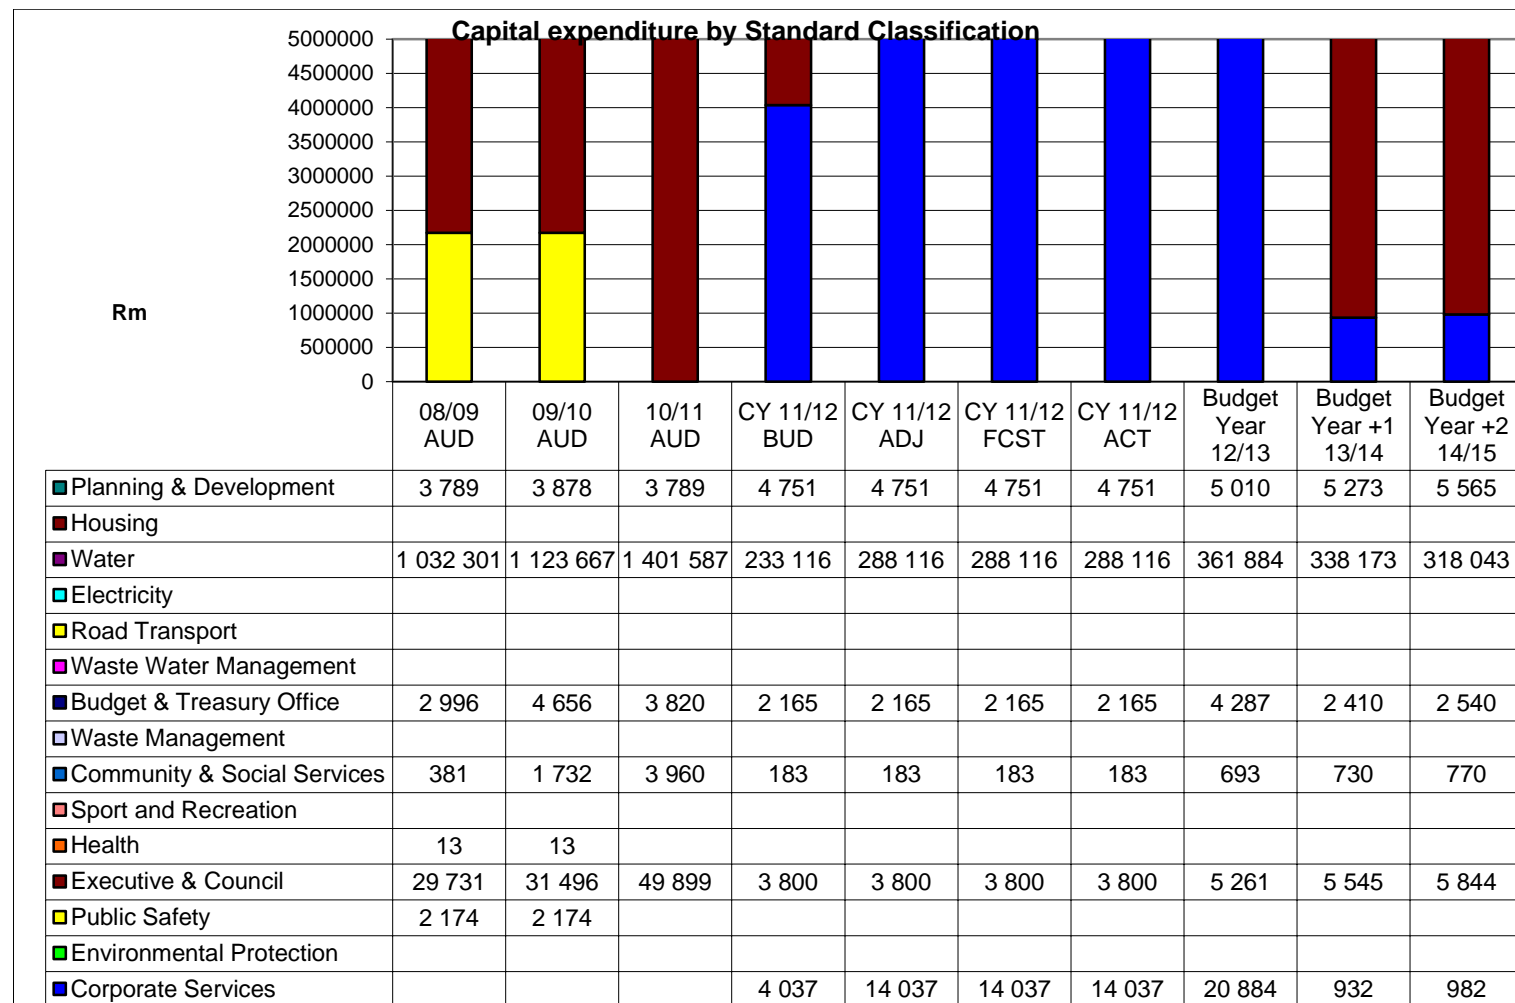 Capital expenditure by Standard Classification
5000000
4500000
4000000
3500000
3000000
2500000
2000000
1500000
1000000
500000
0
Rm
08/09 AUD
09/10 AUD
10/11 AUD
CY 11/12 BUD
CY 11/12 ADJ
CY 11/12 FCST
CY 11/12 ACT
Budget Year 12/13
Budget Year +1 13/14
Budget Year +2 14/15
Planning & Development 3 789 3 878 3 789 4 751 4 751 4 751 4 751 5 010 5 273 5 565
Housing
Water 1 032 301 1 123 667 1 401 587 233 116 288 116 288 116 288 116 361 884 338 173 318 043
Electricity
Road Transport
Waste Water Management
Budget & Treasury Office 2 996 4 656 3 820 2 165 2 165 2 165 2 165 4 287 2 410 2 540
Waste Management
Community & Social Services 381 1 732 3 960 183 183 183 183 693 730 770
Sport and Recreation
Health 13 13
Executive & Council 29 731 31 496 49 899 3 800 3 800 3 800 3 800 5 261 5 545 5 844
Public Safety 2 174 2 174
Environmental Protection
Corporate Services 4 037 14 037 14 037 14 037 20 884 932 982